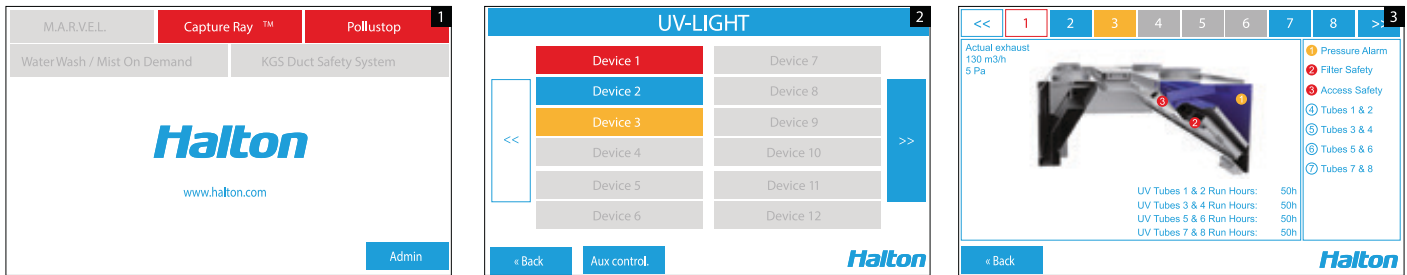 1
M.A.R.V.E.L. Capture Ray ™ Pollustop
Water Wash / Mist On Demand KGS Duct Safety System
Halton
www.halton.com
Admin
2
UV-LIGHT
Device 1 Device 7
Device 2 Device 8
Device 3 Device 9
<< Device 4 Device 10 >>
Device 5 Device 11
Device 6 Device 12
« Back Aux control. Halton
3
<< 1 2 3 4 5 6 7 8 >>
Actual exhaust
130 m3/h
5 Pa
1 Pressure Alarm
2 Filter Safety
3 Access Safety
4 Tubes 1 & 2
5 Tubes 3 & 4
6 Tubes 5 & 6
7 Tubes 7 & 8
1
3
2
UV Tubes 1 & 2 Run Hours: 50h
UV Tubes 3 & 4 Run Hours: 50h
UV Tubes 5 & 6 Run Hours: 50h
UV Tubes 7 & 8 Run Hours: 50h
« Back Halton